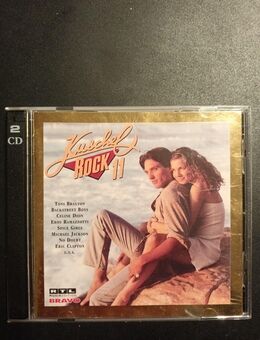 2
CD
Kuschel
ROCK 11
TONI BRAXTON
BACKSTREET BOYS
CELINE DION
EROS RAMAZZOTTI
SPICE GIRLS
MICHAEL JACKSON
NO DOUBT
ERIC CLAPTON
U.V.A.
RTL
BRAVO